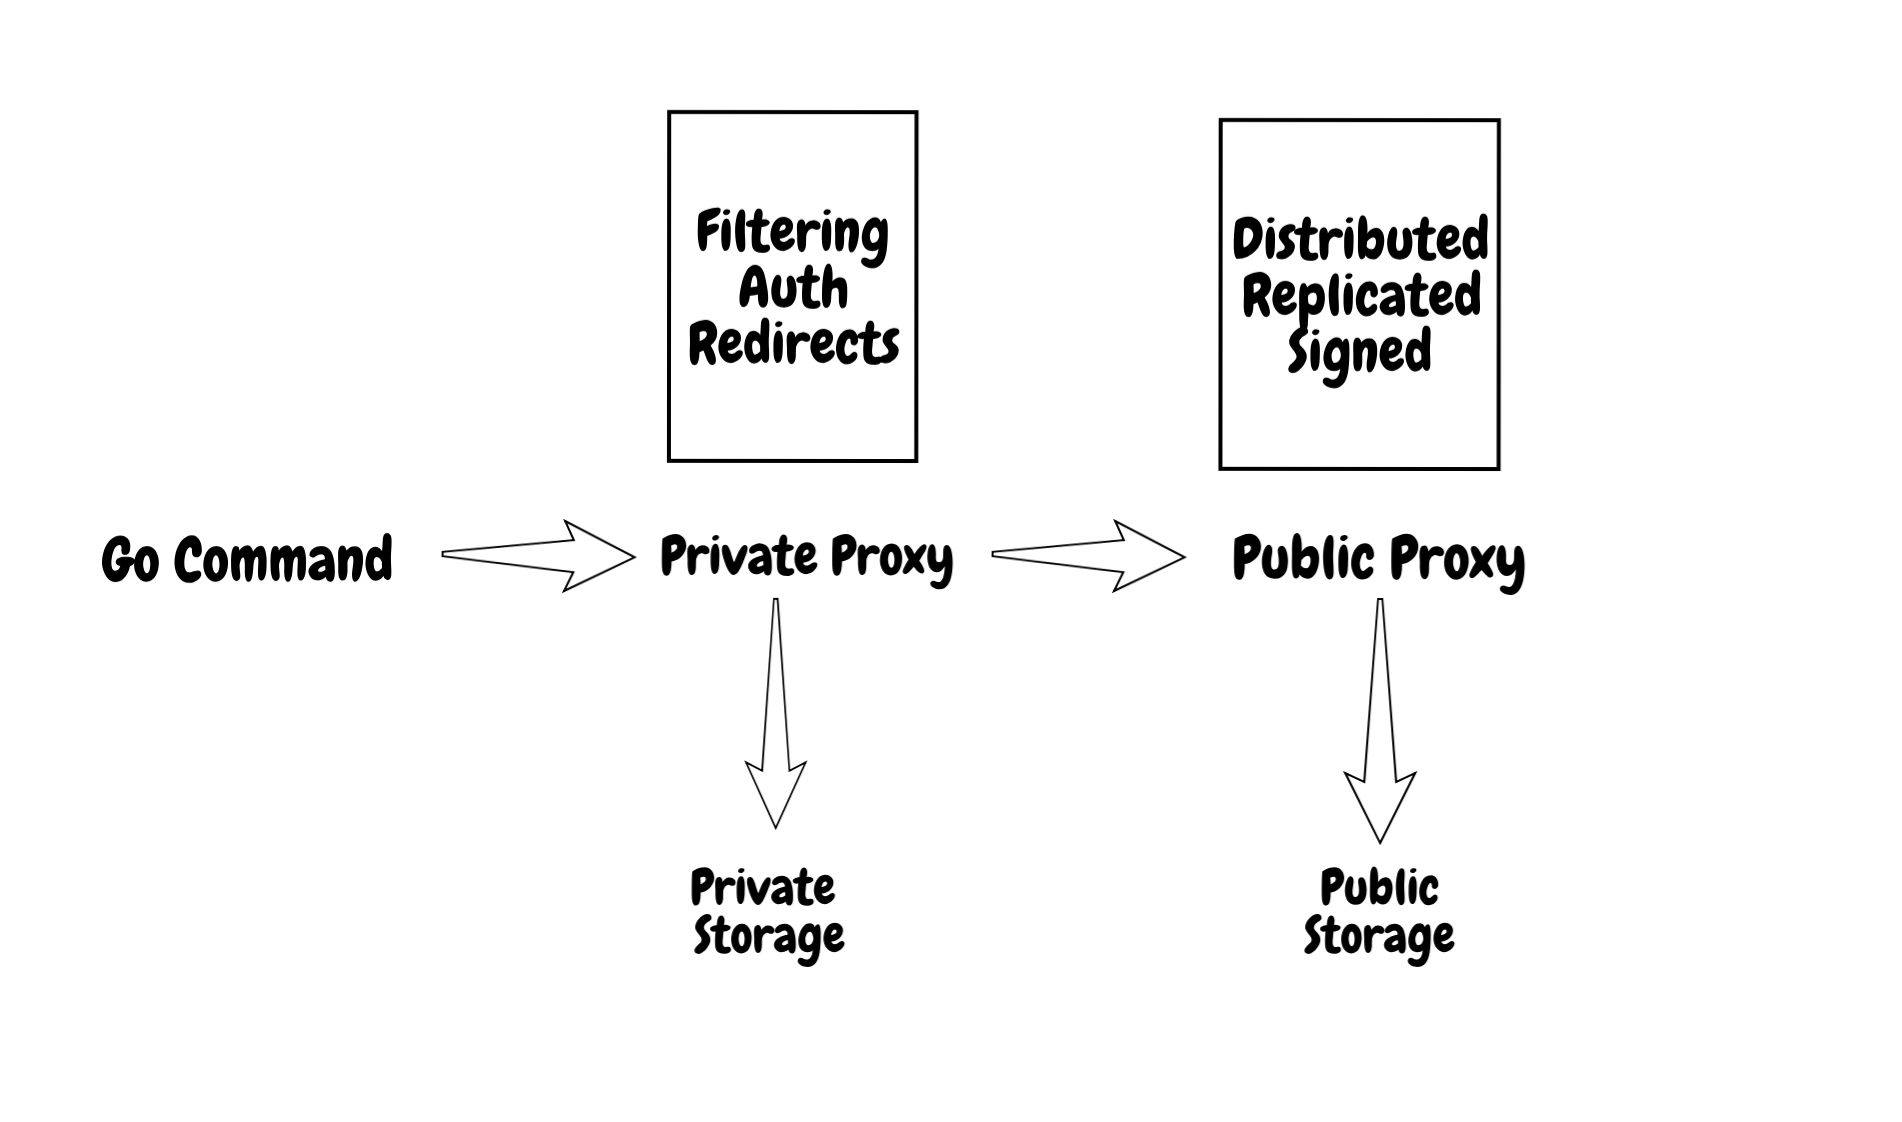 Filtering
Auth
Redirects
Distributed
Replicated
Signed
Go Command
Private Proxy
Public Proxy
Private
Storage
Public
Storage